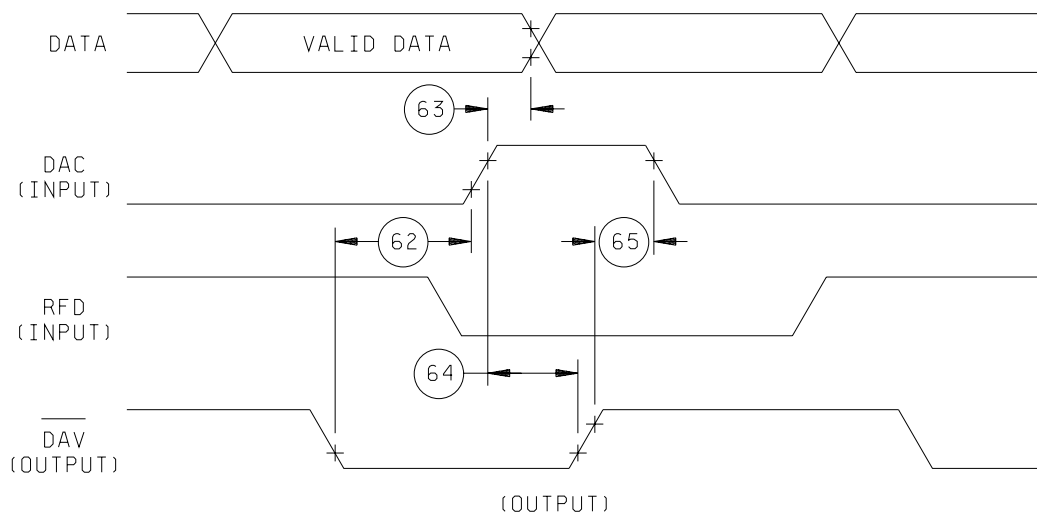 DATA
VALID DATA
63
DAC
(INPUT)
62
65
RFD
(INPUT)
64
DAV
(OUTPUT)
(OUTPUT)